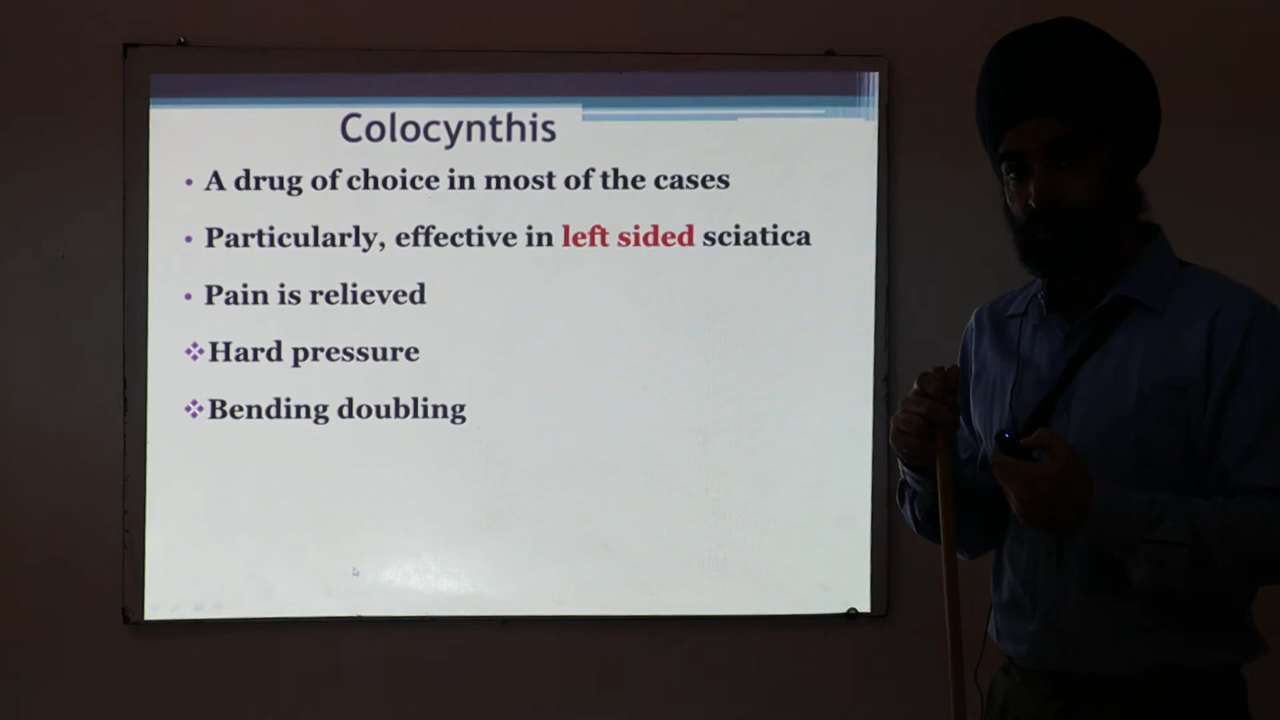 Colocynthis
• A drug of choice in most of the cases
• Particularly, effective in left sided sciatica
• Pain is relieved
❖Hard pressure
❖Bending doubling